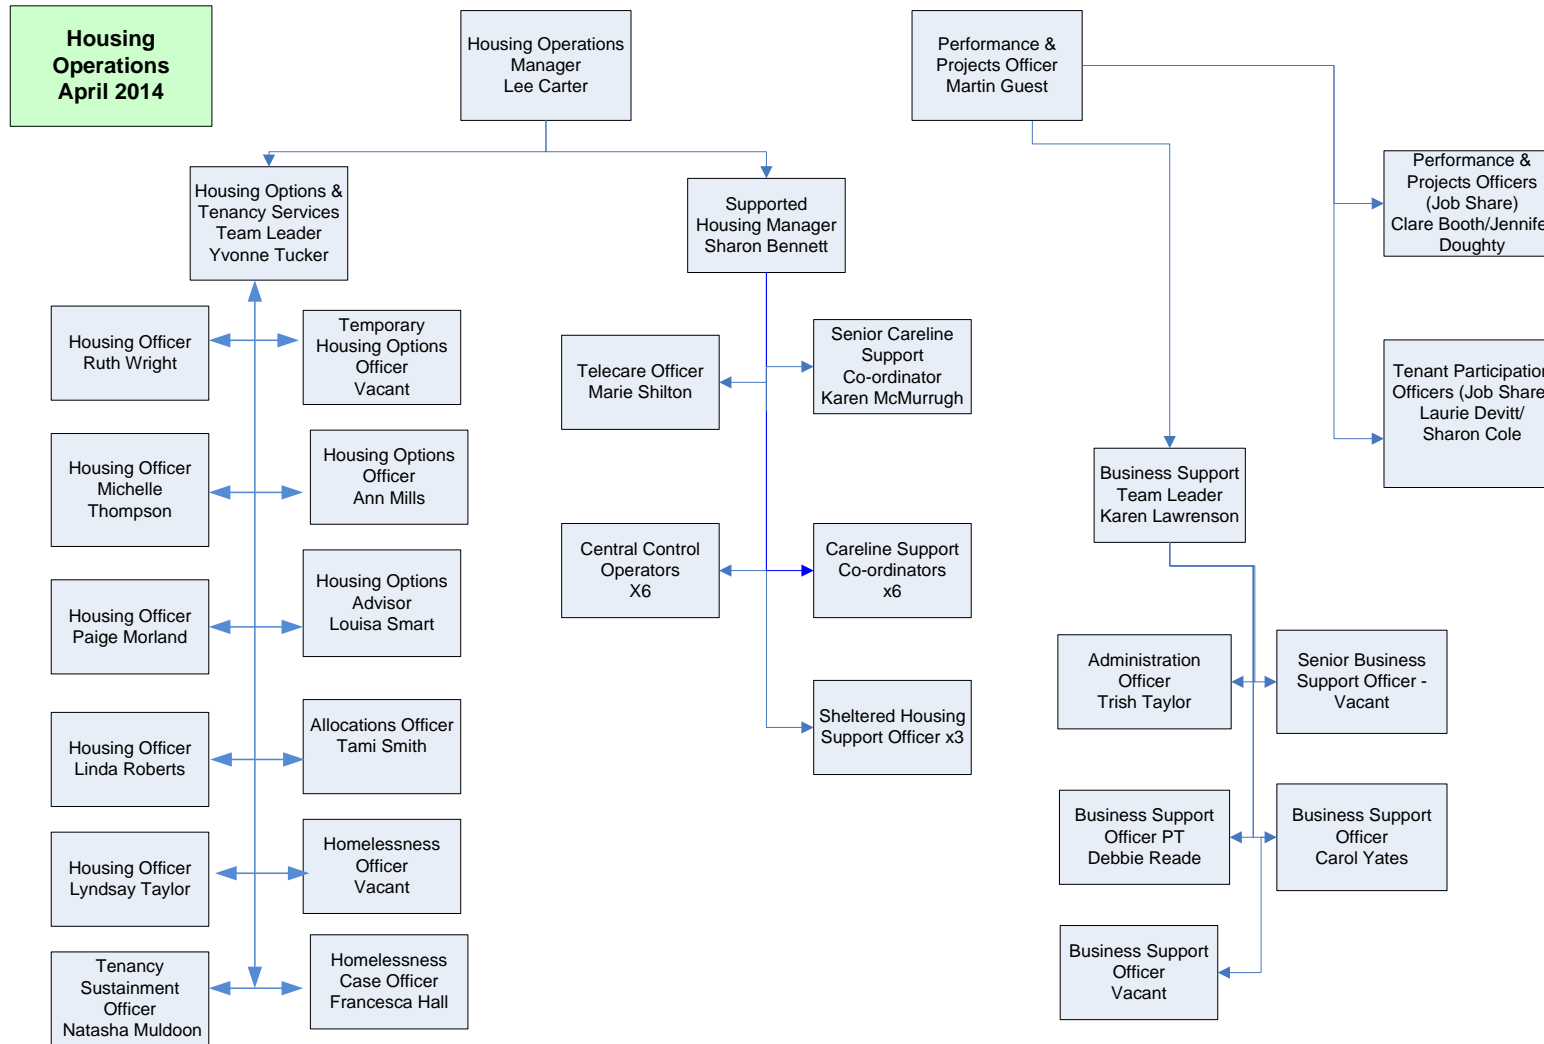 Housing
Operations
April 2014
Housing Operations
Manager
Lee Carter
Performance &
Projects Officer
Martin Guest
Housing Options &
Tenancy Services
Team Leader
Yvonne Tucker
Supported
Housing Manager
Sharon Bennett
Performance &
Projects Officers
(Job Share)
Clare Booth/Jennife
Doughty
Housing Officer
Ruth Wright
Temporary
Housing Options
Officer
Vacant
Telecare Officer
Marie Shilton
Senior Careline
Support
Co-ordinator
Karen McMurrugh
Tenant Participation
Officers (Job Share
Laurie Devitt/
Sharon Cole
Housing Officer
Michelle
Thompson
Housing Options
Officer
Ann Mills
Business Support
Team Leader
Karen Lawrenson
Central Control
Operators
X6
Careline Support
Co-ordinators
x6
Housing Officer
Paige Morland
Housing Options
Advisor
Louisa Smart
Administration
Officer
Trish Taylor
Senior Business
Support Officer -
Vacant
Housing Officer
Linda Roberts
Allocations Officer
Tami Smith
Sheltered Housing
Support Officer x3
Business Support
Officer PT
Debbie Reade
Business Support
Officer
Carol Yates
Housing Officer
Lyndsay Taylor
Homelessness
Officer
Vacant
Business Support
Officer
Vacant
Tenancy
Sustainment
Officer
Natasha Muldoon
Homelessness
Case Officer
Francesca Hall